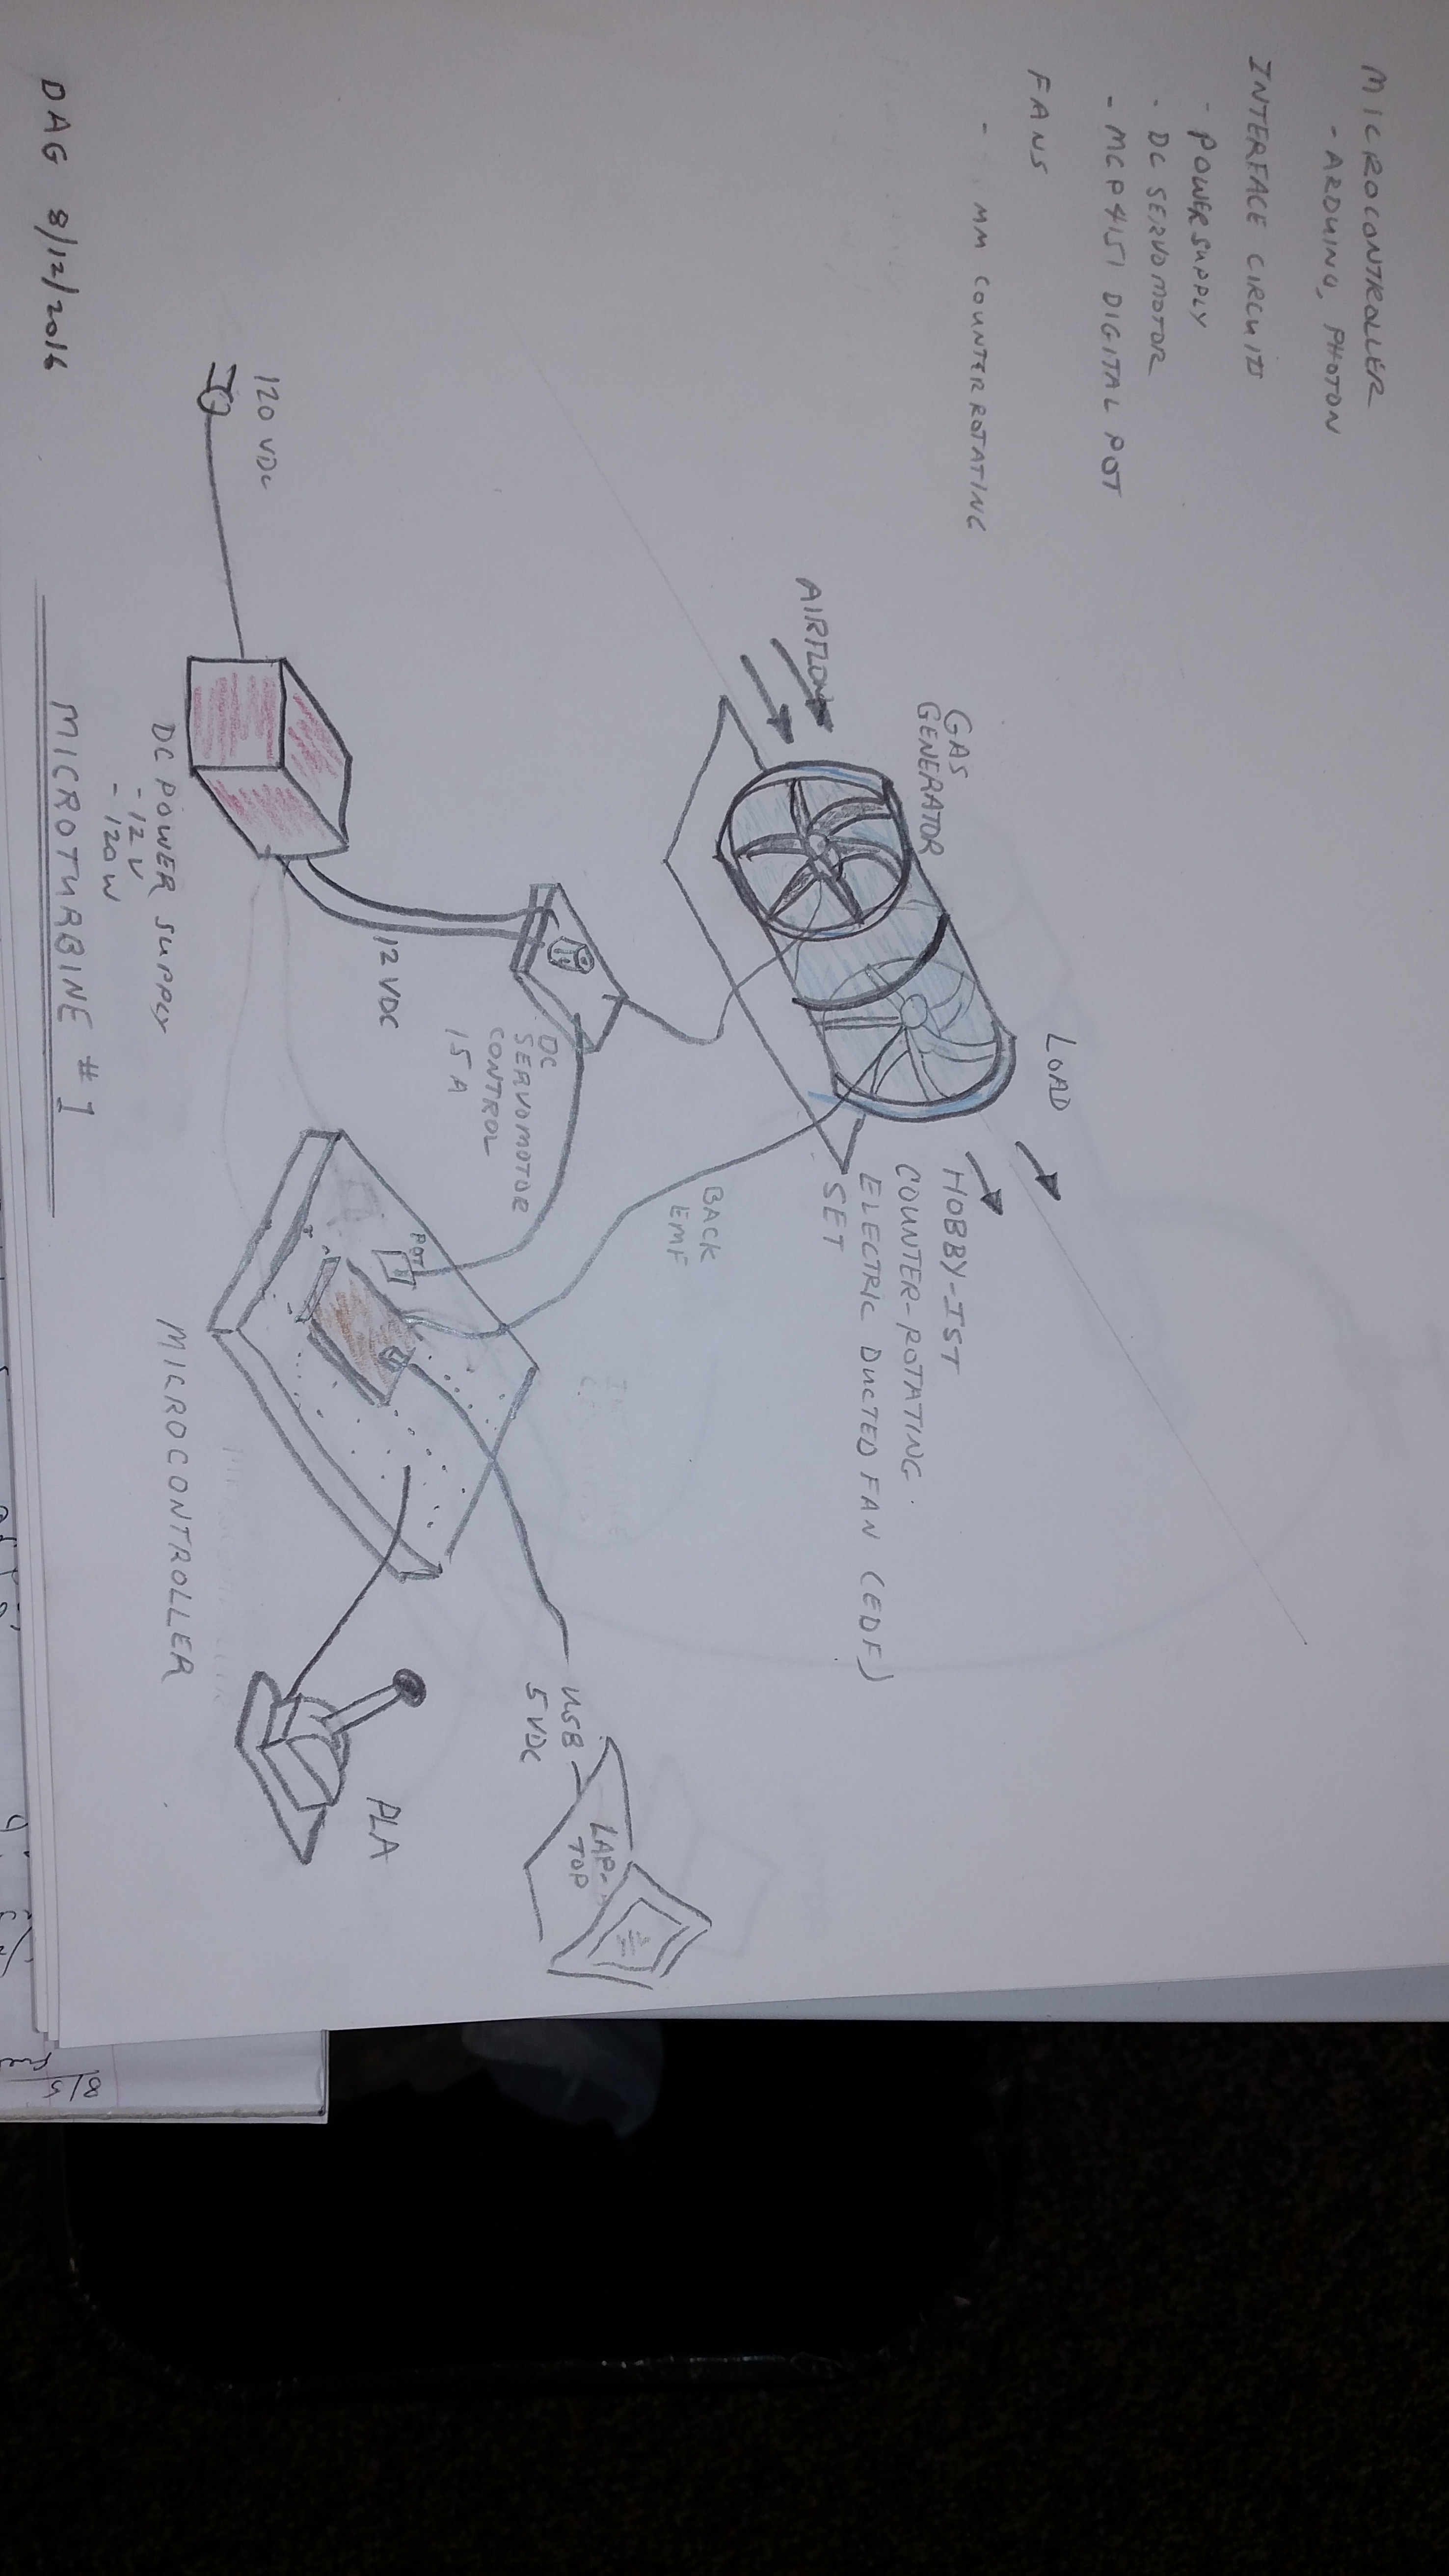 MICROCONTROLLER
- ARDUINO, PHOTON
INTERFACE CIRCUITS
- POWER SUPPLY
- DC SERVOMOTOR
- MCP4151 DIGITAL POT
FANS
- MM COUNTERROTATING
LOAD
GAS
GENERATOR
AIRFLOW
HOBBY-IST
COUNTER-ROTATING
ELECTRIC DUCTED FAN (EDF)
SET
BACK
EMF
LAP-
TOP
USB
5 VDC
DC
SERVOMOTOR
CONTROL
15 A
POT
12 VDC
PLA
120 VDC
DC POWER SUPPLY
- 12 V
- 120 W
MICROCONTROLLER
MICROTURBINE #1
DAG 8/12/2016
8/5